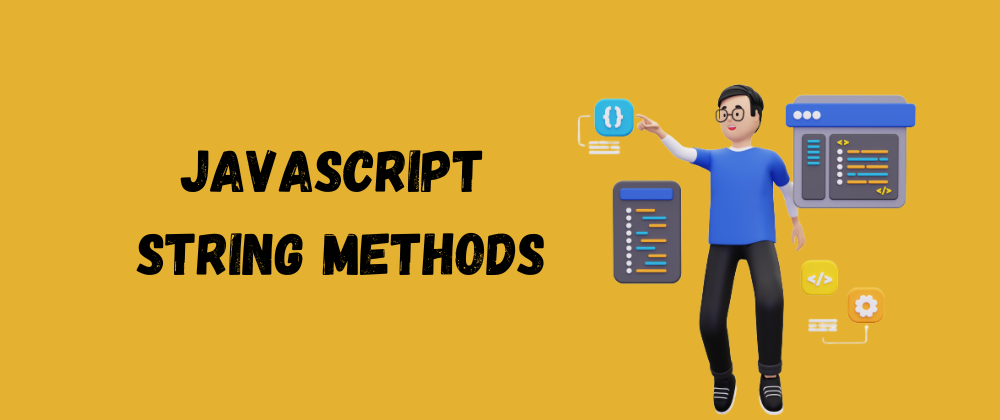 JAVASCRIPT
STRING METHODS
{}
</>
</>